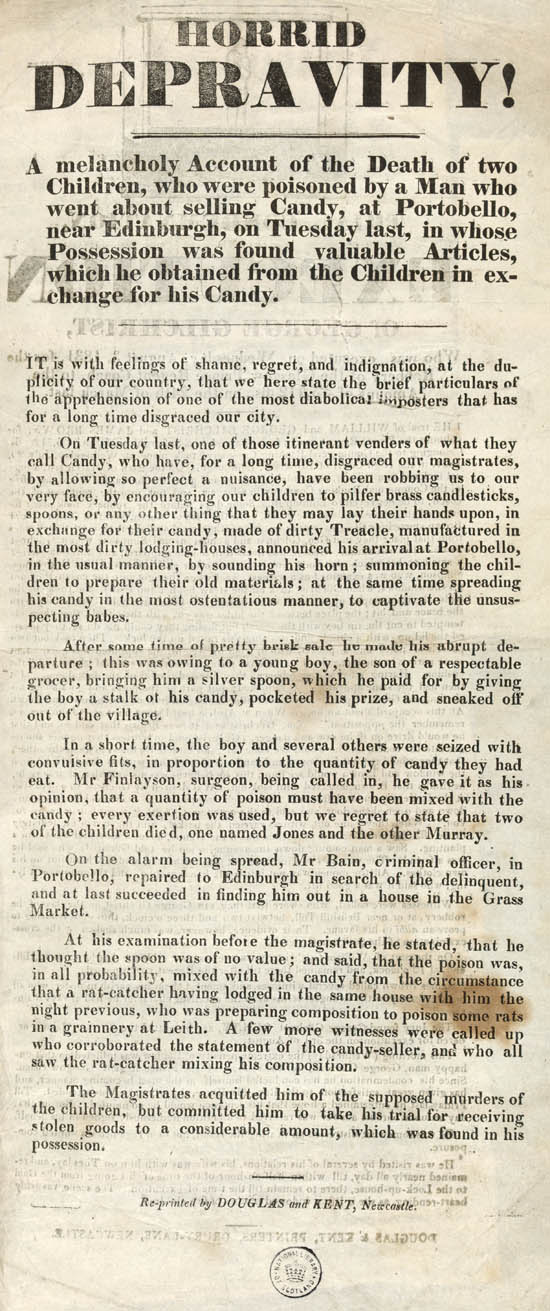 HORRID
DEPRAVITY!
A melancholy Account of the Death of two
Children, who were poisoned by a Man who
went about selling Candy, at Portobello,
near Edinburgh, on Tuesday last, in whose
Possession was found valuable Articles,
which he obtained from the Children in ex-
change for his Candy.
IT is with feelings of shame, regret, and indignation, at the du-
plicity of our country, that we here state the brief particulars of
the apprehension of one of the most diabolical imposters that has
for a long time disgraced our city.
On Tuesday last, one of those itinerant venders of what they
call Candy, who have, for a long time, disgraced our magistrates,
by allowing so perfect a nuisance, have been robbing us to our
very face, by encouraging our children to pilfer brass candlesticks,
spoons, or any other thing that they may lay their hands upon, in
exchange for their candy, made of dirty Treacle, manufactured in
the most dirty lodging-houses, announced his arrival at Portobello,
in the usual manner, by sounding his horn; summoning the chil-
dren to prepare their old materials; at the same time spreading
his candy in the most ostentatious manner, to captivate the unsus-
pecting babes.
After some time of pretty brisk sale he made his abrupt de-
parture; this was owing to a young boy, the son of a respectable
grocer, bringing him a silver spoon, which he paid for by giving
the boy a stalk of his candy, pocketed his prize, and sneaked off
out of the village.
In a short time, the boy and several others were seized with
convulsive fits, in proportion to the quantity of candy they had
eat. Mr Finlayson, surgeon, being called in, he gave it as his
opinion, that a quantity of poison must have been mixed with the
candy; every exertion was used, but we regret to state that two
of the children died, one named Jones and the other Murray.
On the alarm being spread, Mr Bain, criminal officer, in
Portobello, repaired to Edinburgh in search of the delinquent,
and at last succeeded in finding him out in a house in the Grass
Market.
At his examination before the magistrate, he stated, that he
thought the spoon was of no value; and said, that the poison was,
in all probability, mixed with the candy from the circumstance
that a rat-catcher having lodged in the same house with him the
night previous, who was preparing composition to poison some rats
in a grainnery at Leith. A few more witnesses were called up
who corroborated the statement of the candy-seller, and who all
saw the rat-catcher mixing his composition.
The Magistrates acquitted him of the supposed murders of
the children, but committed him to take his trial for receiving
stolen goods to a considerable amount, which was found in his
possession.
Re-printed by DOUGLAS and KENT, Newcastle.
NATIONAL LIBRARY
SCOTLAND